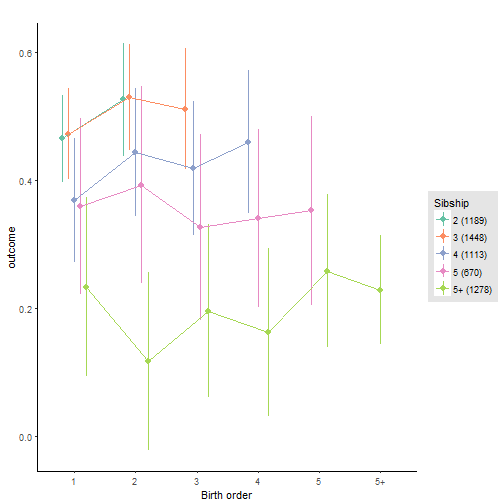 0.6
0.4
0.2
0.0
outcome
1 2 3 4 5 5+
Birth order
Sibship
2 (1189)
3 (1448)
4 (1113)
5 (670)
5+ (1278)